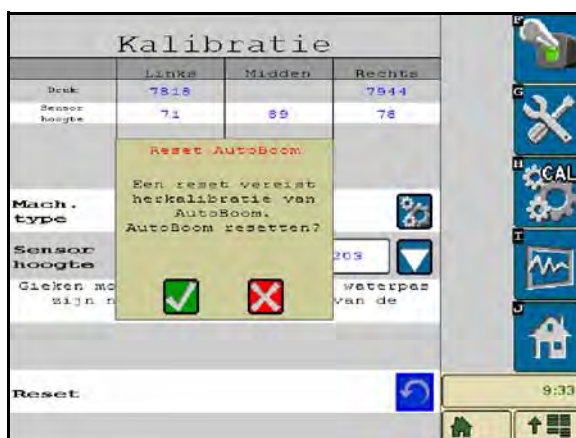 Kalibratie
Links Midden Rechts
Druk 7818 7944
Sensor hoogte 71 89 78
Reset AutoBoom
Een reset vereist
herkalibratie van
AutoBoom.
AutoBoom resetten?
Mach.
type
Sensor
hoogte
203
Gieken waterpas
zijn van de
Reset
F
G
H
CAL
I
J
9:33